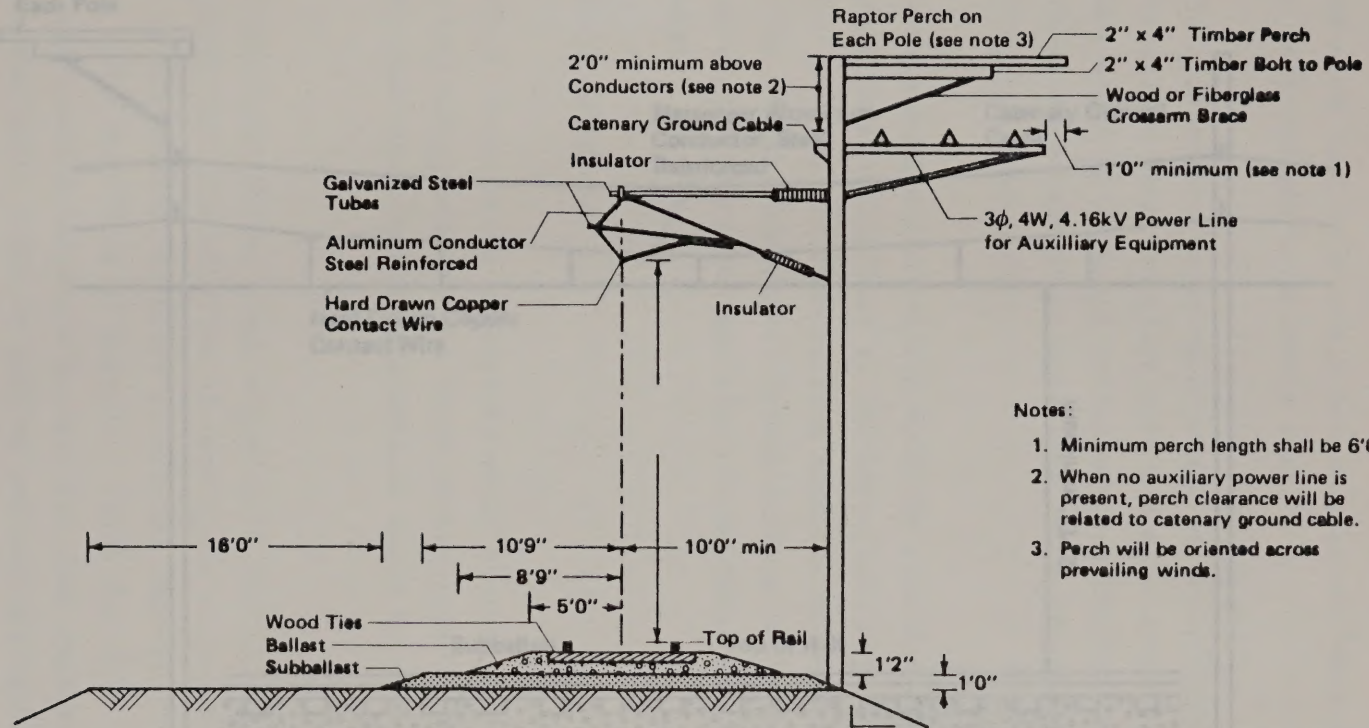 Raptor Perch on
Each Pole (see note 3)
2" x 4" Timber Perch
2'0" minimum above
Conductors (see note 2)
2" x 4" Timber Bolt to Pole
Wood or Fiberglass
Crossarm Brace
Catenary Ground Cable
Insulator
1'0" minimum (see note 1)
Galvanized Steel
Tubes
3ϕ, 4W, 4.16kV Power Line
for Auxilliary Equipment
Aluminum Conductor
Steel Reinforced
Hard Drawn Copper
Contact Wire
Insulator
Notes:
1. Minimum perch length shall be 6'
2. When no auxiliary power line is
present, perch clearance will be
related to catenary ground cable.
3. Perch will be oriented across
prevailing winds.
16'0"
10'9"
10'0" min
8'9"
5'0"
Wood Ties
Ballast
Subballast
Top of Rail
1'2"
1'0"
Each Pole
Contact Wire